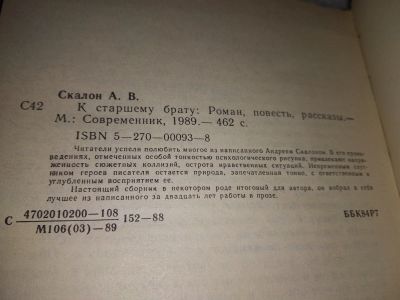 Скалон А. В.
С42 К старшему брату: Роман, повесть, рассказы.—
М.: Современник, 1989.— 462 с.
ISBN 5—270—00093—8
Читатели успели полюбить многое из написанного Андреем Скалоном. В его произ-
ведениях, отмеченных особой тонкостью психологического рисунка, привлекают напря-
женность сюжетных коллизий, острота нравственных ситуаций. Непременным спут-
ником героев писателя остается природа, запечатленная тонко, с ответственным и
углубленным восприятием ее.
Настоящий сборник в некотором роде итоговый для автора, он вобрал в себя
лучшее из написанного за двадцать лет работы в прозе.
С 4702010200—108 152—88 ББК84Р7
М106(03)—89